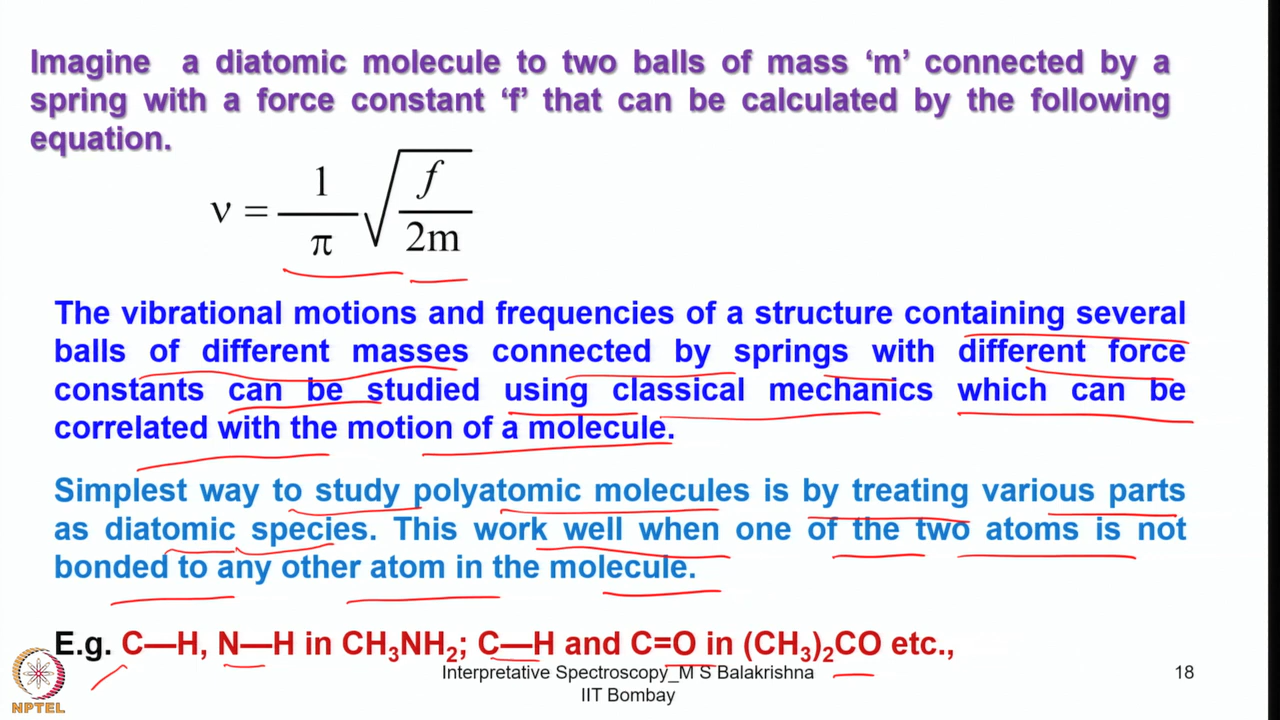 Imagine a diatomic molecule to two balls of mass ‘m’ connected by a
spring with a force constant ‘f’ that can be calculated by the following
equation.
ν = 1/π √(f/2m)
The vibrational motions and frequencies of a structure containing several
balls of different masses connected by springs with different force
constants can be studied using classical mechanics which can be
correlated with the motion of a molecule.
Simplest way to study polyatomic molecules is by treating various parts
as diatomic species. This work well when one of the two atoms is not
bonded to any other atom in the molecule.
E.g. C—H, N—H in CH₃NH₂; C—H and C=O in (CH₃)₂CO etc.,
Interpretative Spectroscopy_M S Balakrishna
IIT Bombay
18
NPTEL